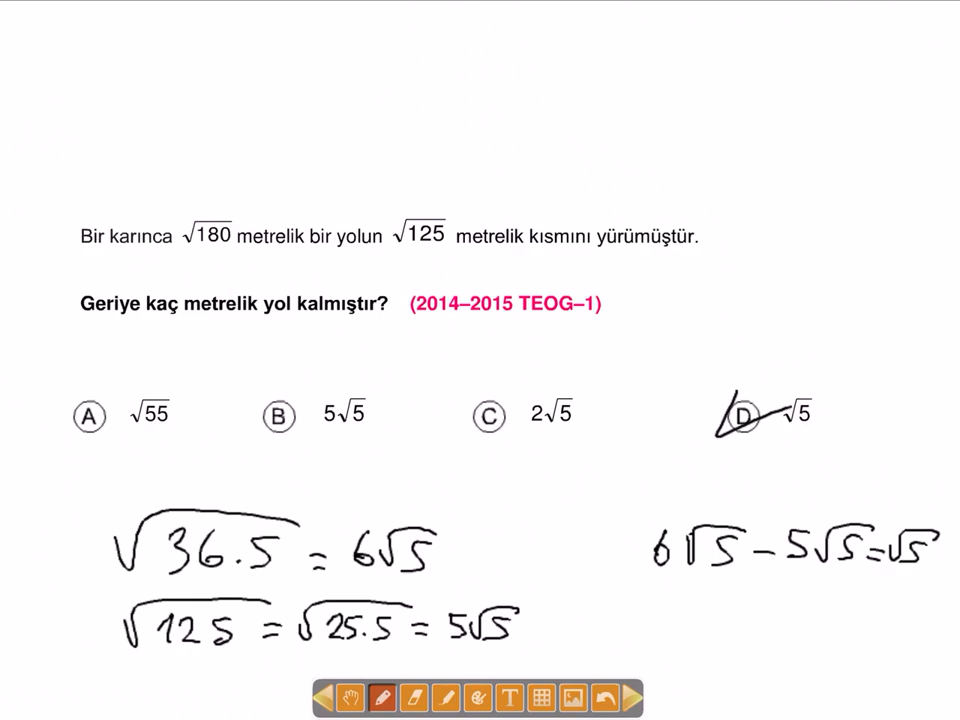 Bir karınca √180 metrelik bir yolun √125 metrelik kısmını yürümüştür.
Geriye kaç metrelik yol kalmıştır? (2014–2015 TEOG–1)
A √55 B 5√5 C 2√5 D √5
√36.5 = 6√5 6√5 – 5√5 = √5
√125 = √25.5 = 5√5
T